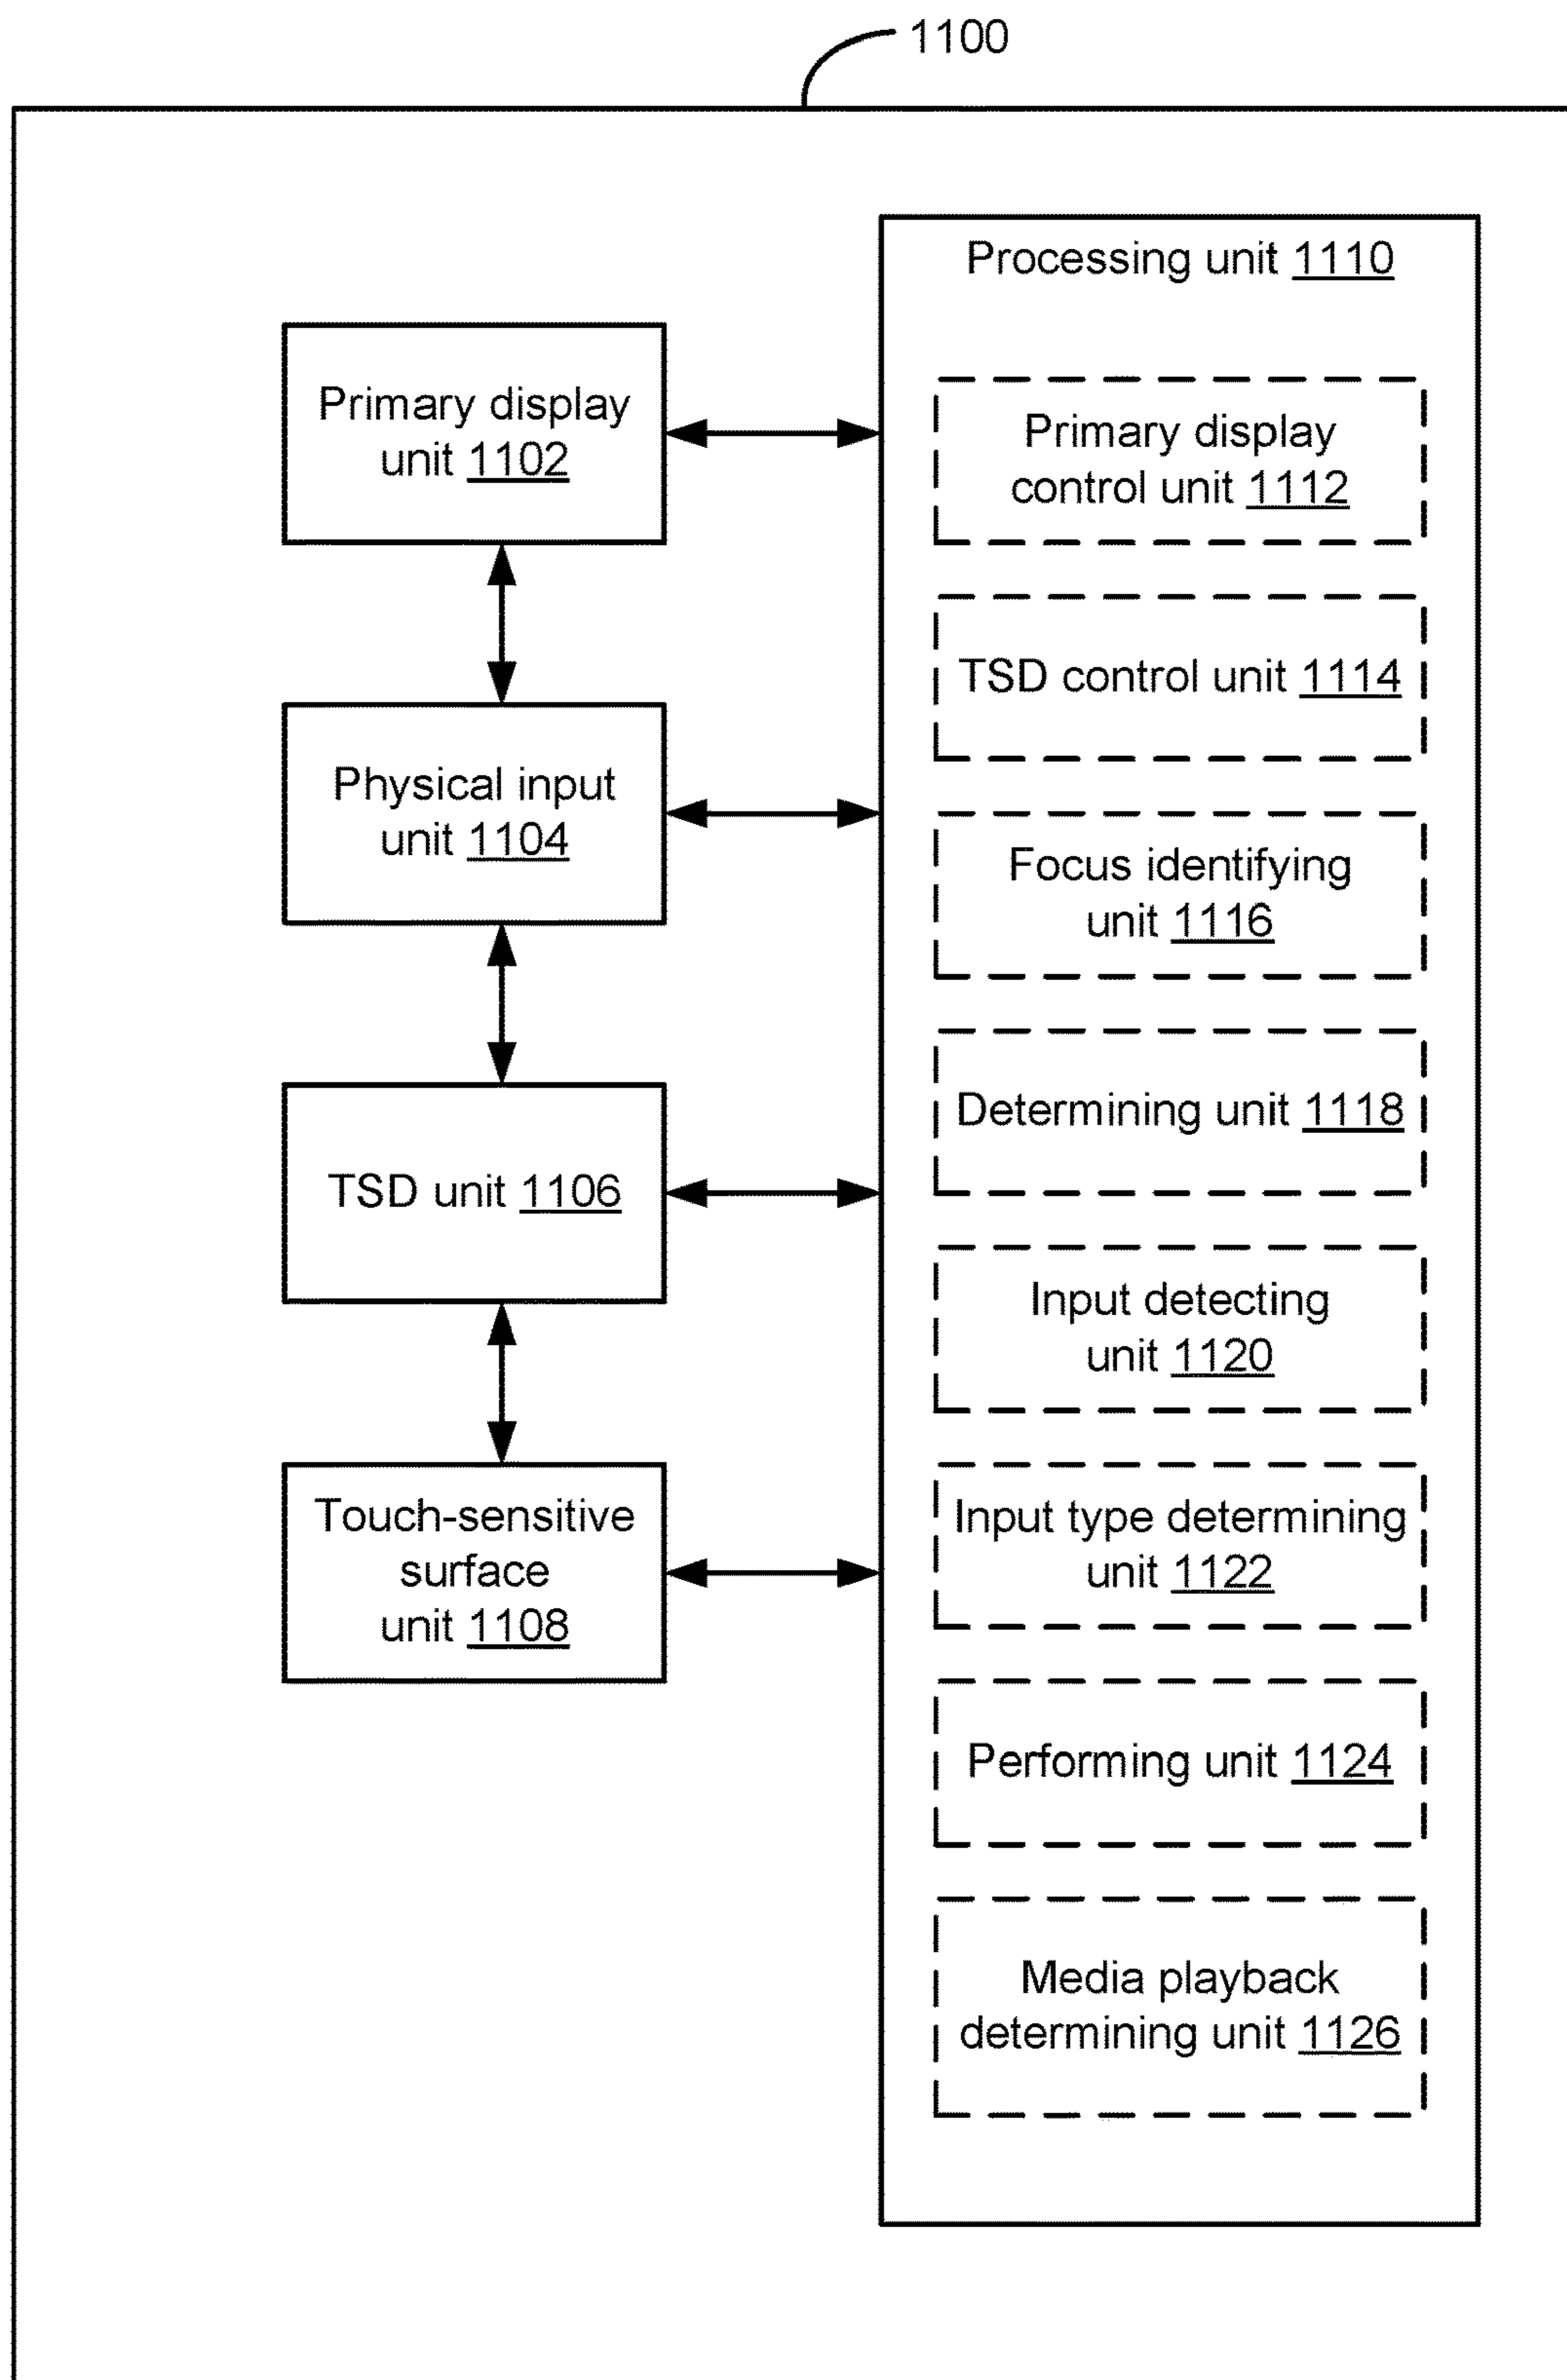 1100
Processing unit 1110
Primary display
unit 1102
Physical input
unit 1104
TSD unit 1106
Touch-sensitive
surface
unit 1108
Primary display
control unit 1112
TSD control unit 1114
Focus identifying
unit 1116
Determining unit 1118
Input detecting
unit 1120
Input type determining
unit 1122
Performing unit 1124
Media playback
determining unit 1126